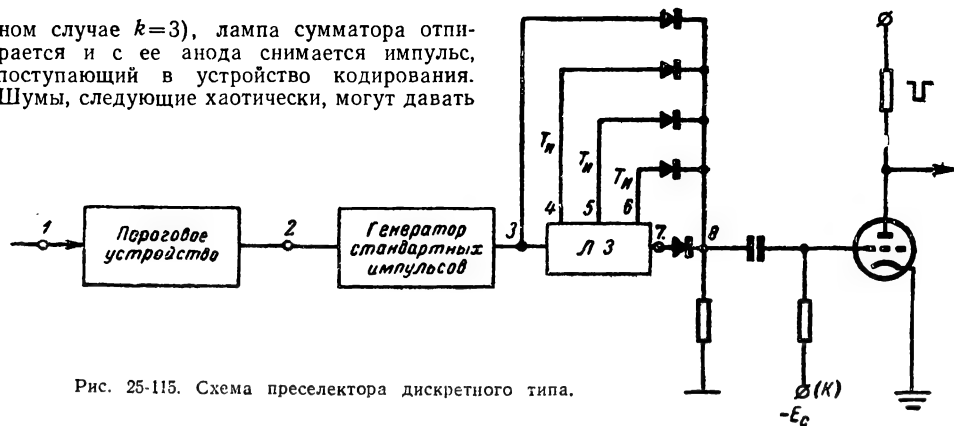 ном случае k=3), лампа сумматора отпи-
рается и с ее анода снимается импульс,
поступающий в устройство кодирования.
Шумы, следующие хаотически, могут давать
Tи
Tи
Tи
4
5
6
1
Пороговое
устройство
2
Генератор
стандартных
импульсов
3
ЛЗ
7
8
(К)
-Ec
Рис. 25-115. Схема преселектора дискретного типа.